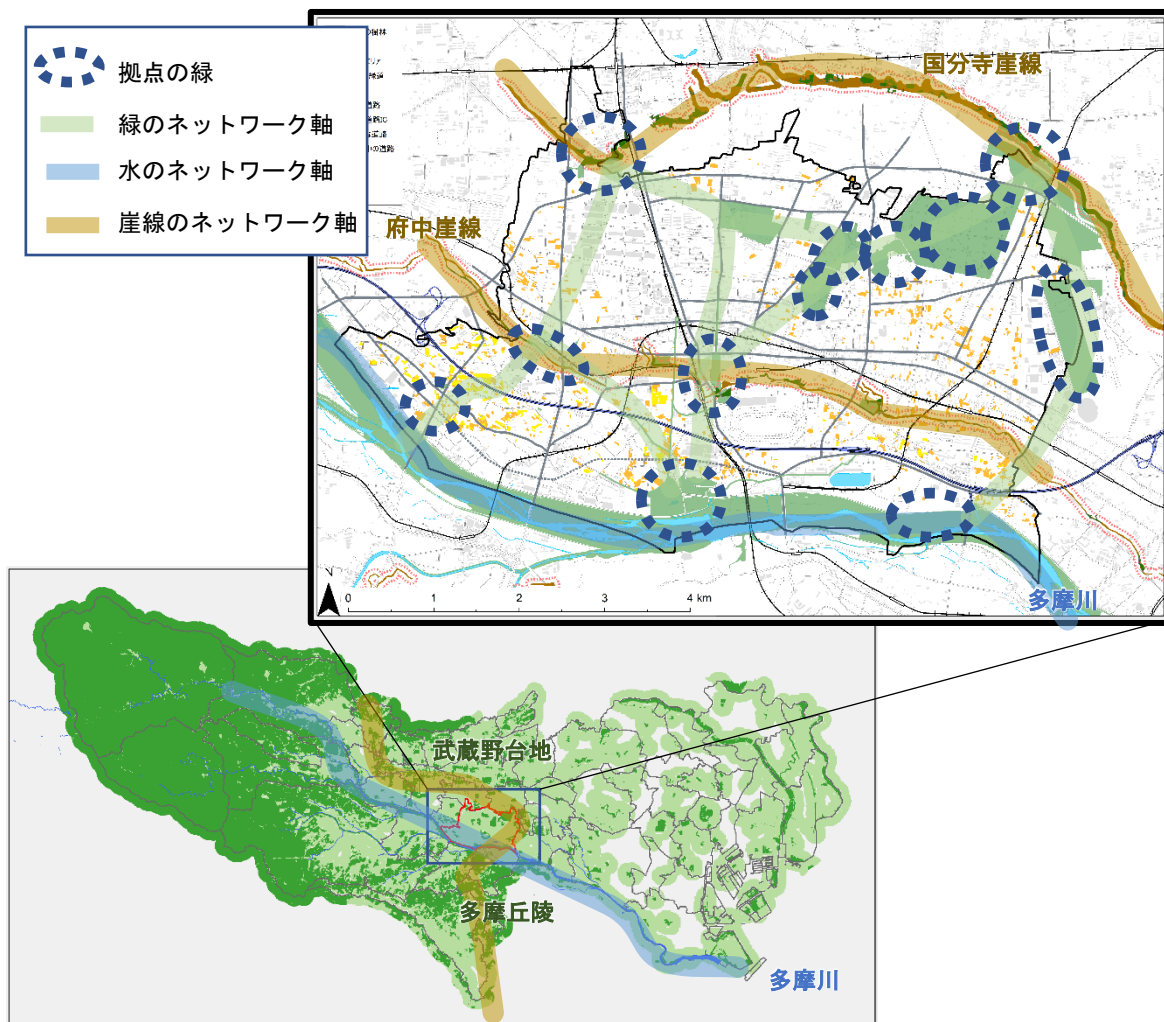 拠点の緑
緑のネットワーク軸
水のネットワーク軸
崖線のネットワーク軸
国分寺崖線
府中崖線
多摩川
0 1 2 4 km
武蔵野台地
多摩丘陵
多摩川